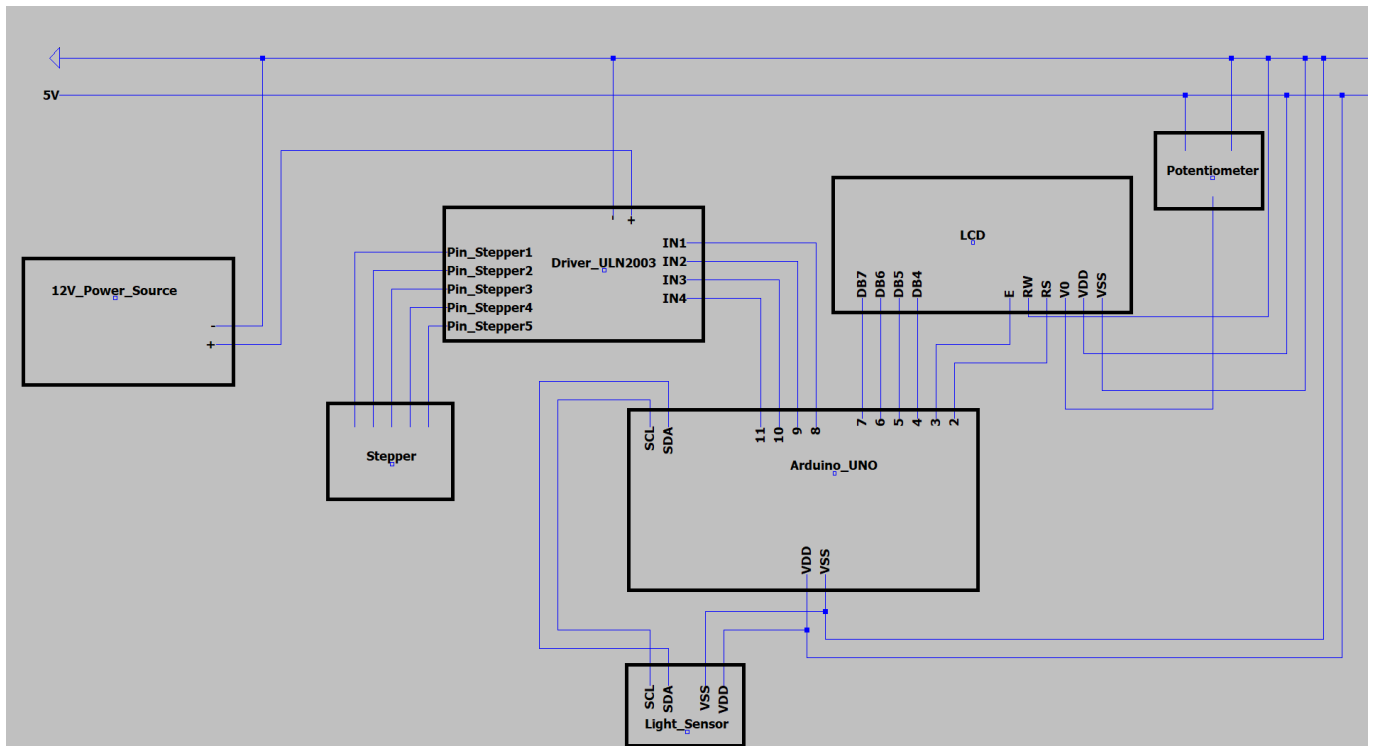 5V
Potentiometer
LCD
DB7
DB6
DB5
DB4
E
RW
RS
V0
VDD
VSS
- +
Driver_ULN2003
Pin_Stepper1
Pin_Stepper2
Pin_Stepper3
Pin_Stepper4
Pin_Stepper5
IN1
IN2
IN3
IN4
12V_Power_Source
-
+
Stepper
SCL
SDA
11
10
9
8
7
6
5
4
3
2
Arduino_UNO
VDD
VSS
SCL
SDA
VSS
VDD
Light_Sensor